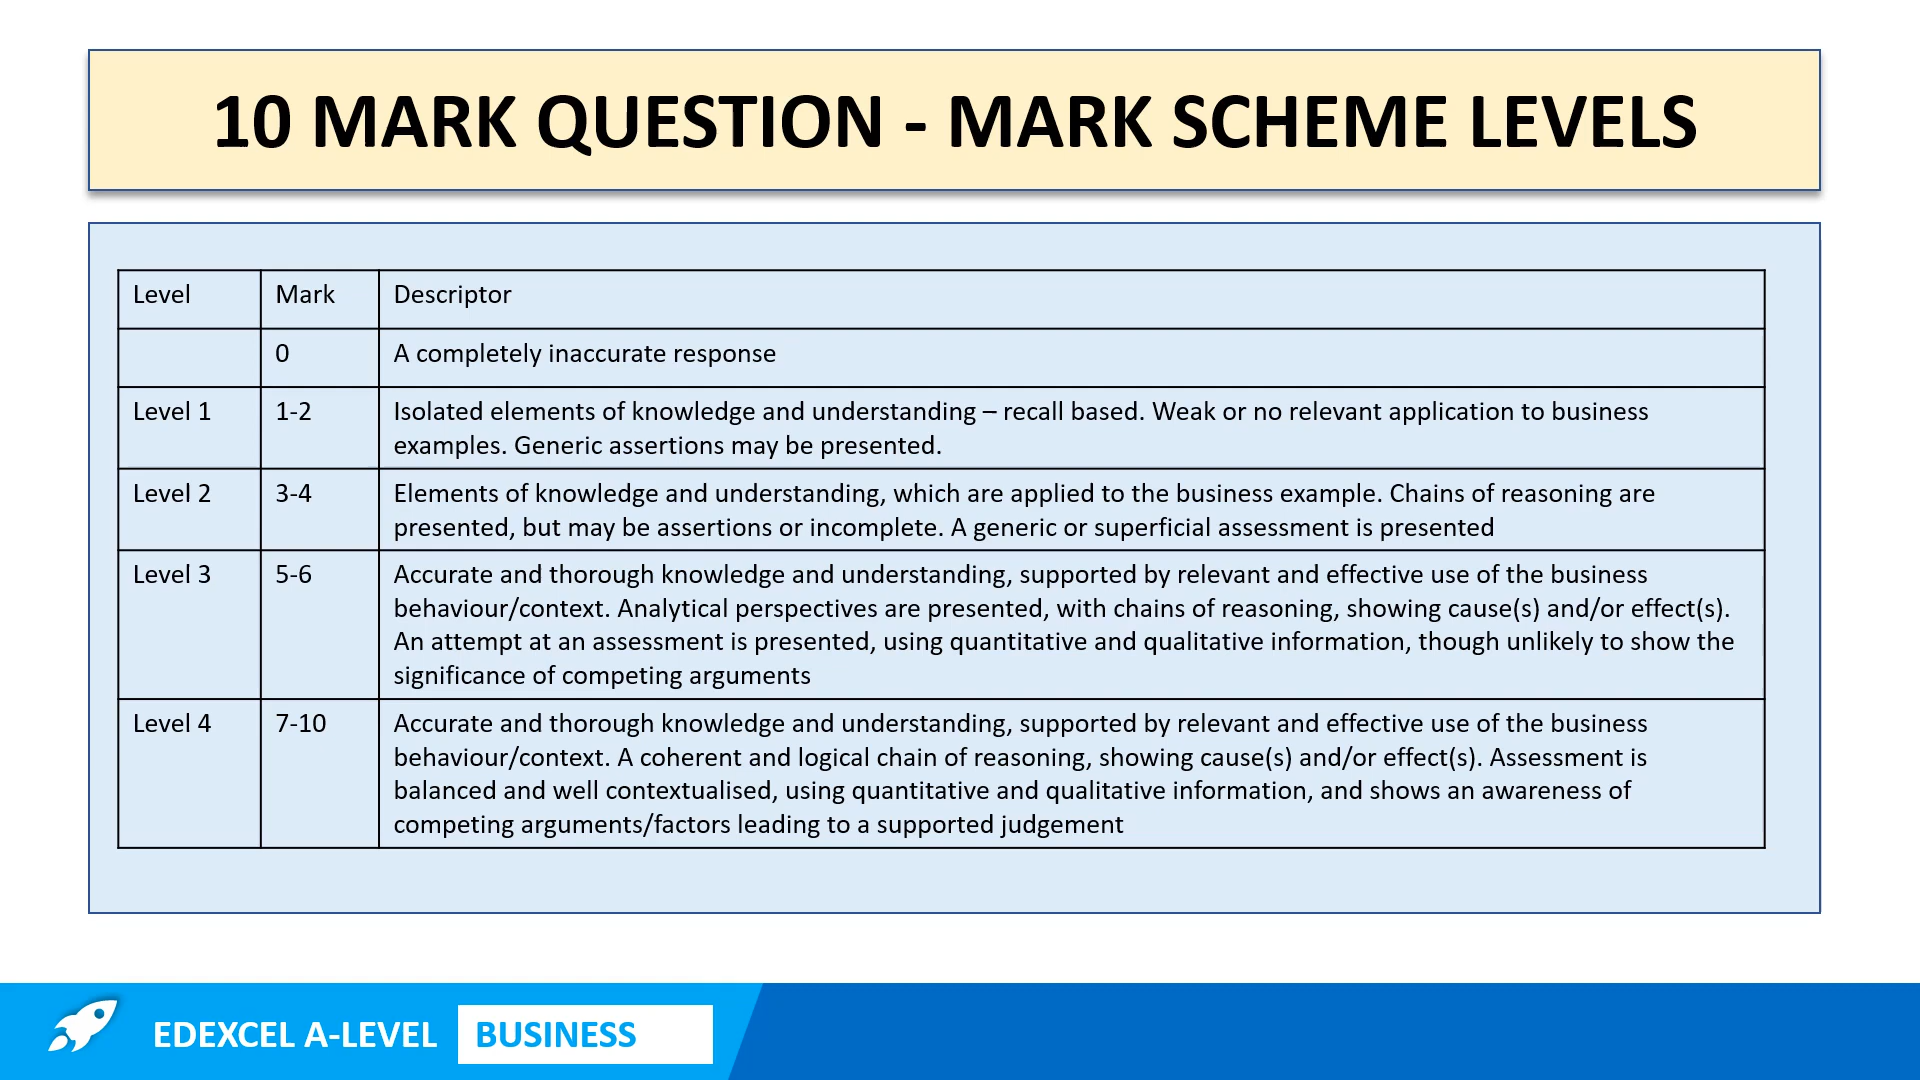 10 MARK QUESTION - MARK SCHEME LEVELS
Level Mark Descriptor
0 A completely inaccurate response
Level 1 1-2 Isolated elements of knowledge and understanding – recall based. Weak or no relevant application to business
examples. Generic assertions may be presented.
Level 2 3-4 Elements of knowledge and understanding, which are applied to the business example. Chains of reasoning are
presented, but may be assertions or incomplete. A generic or superficial assessment is presented
Level 3 5-6 Accurate and thorough knowledge and understanding, supported by relevant and effective use of the business
behaviour/context. Analytical perspectives are presented, with chains of reasoning, showing cause(s) and/or effect(s).
An attempt at an assessment is presented, using quantitative and qualitative information, though unlikely to show the
significance of competing arguments
Level 4 7-10 Accurate and thorough knowledge and understanding, supported by relevant and effective use of the business
behaviour/context. A coherent and logical chain of reasoning, showing cause(s) and/or effect(s). Assessment is
balanced and well contextualised, using quantitative and qualitative information, and shows an awareness of
competing arguments/factors leading to a supported judgement
EDEXCEL A-LEVEL BUSINESS